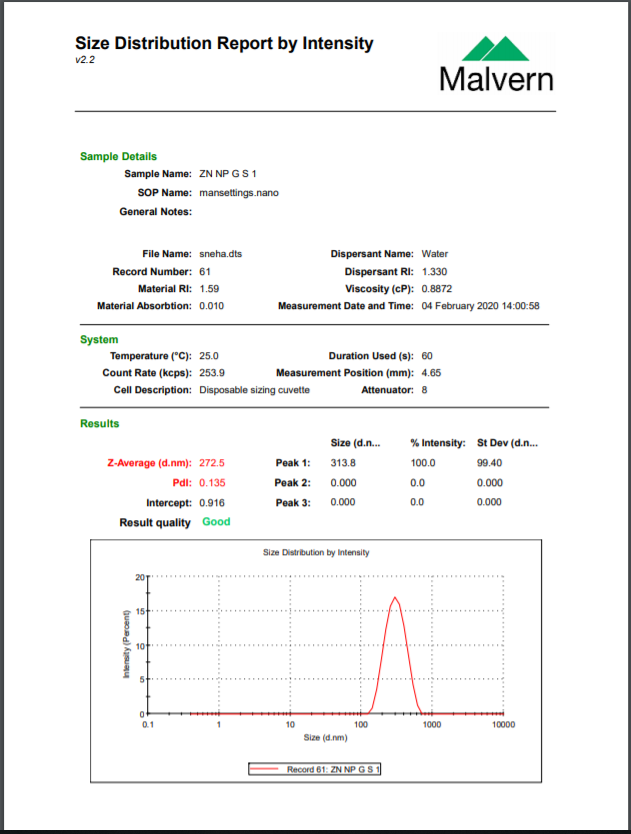 Size Distribution Report by Intensity
v2.2
Malvern
Sample Details
Sample Name: ZN NP G S 1
SOP Name: mansettings.nano
General Notes:
File Name: sneha.dts Dispersant Name: Water
Record Number: 61 Dispersant RI: 1.330
Material RI: 1.59 Viscosity (cP): 0.8872
Material Absorbtion: 0.010 Measurement Date and Time: 04 February 2020 14:00:58
System
Temperature (°C): 25.0 Duration Used (s): 60
Count Rate (kcps): 253.9 Measurement Position (mm): 4.65
Cell Description: Disposable sizing cuvette Attenuator: 8
Results
Size (d.n... % Intensity: St Dev (d.n...
Z-Average (d.nm): 272.5 Peak 1: 313.8 100.0 99.40
PdI: 0.135 Peak 2: 0.000 0.0 0.000
Intercept: 0.916 Peak 3: 0.000 0.0 0.000
Result quality Good
Size Distribution by Intensity
20
15
10
5
0
Intensity (Percent)
0.1 1 10 100 1000 10000
Size (d.nm)
Record 61: ZN NP G S 1